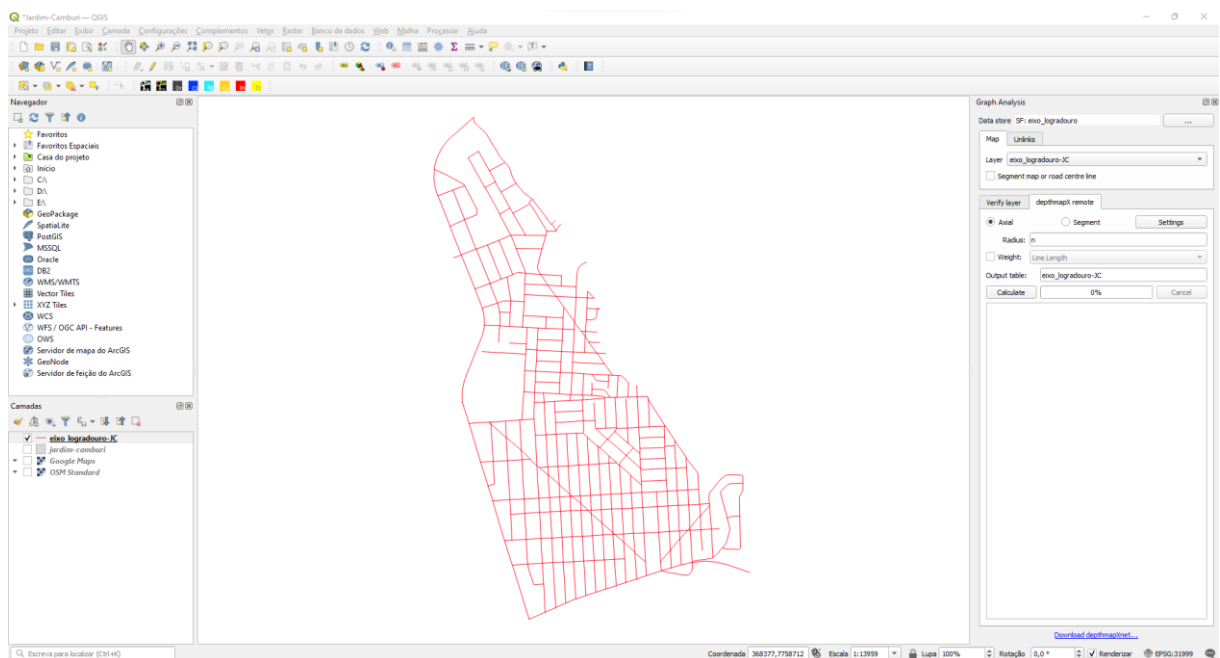 *Jardim-Camburi — QGIS
Projeto Editar Exibir Camada Configurações Complementos Vetor Raster Banco de dados Web Malha Processar Ajuda
Navegador
Favoritos
Favoritos Espaciais
Casa do projeto
Início
C:\
D:\
E:\
GeoPackage
SpatiaLite
PostGIS
MSSQL
Oracle
DB2
WMS/WMTS
Vector Tiles
XYZ Tiles
WCS
WFS / OGC API - Features
OWS
Servidor de mapa do ArcGIS
GeoNode
Servidor de feição do ArcGIS
Camadas
eixo_logradouro-JC
jardim-camburi
Google Maps
OSM Standard
Graph Analysis
Data store SF: eixo_logradouro ...
Map Unlinks
Layer eixo_logradouro-JC
Segment map or road centre line
Verify layer depthmapX remote
Axial Segment Settings
Radius: n
Weight: Line Length
Output table: eixo_logradouro-JC
Calculate 0% Cancel
Download depthmapXnet...
Escreva para localizar (Ctrl+K) Coordenada 368377,7758712 Escala 1:13959 Lupa 100% Rotação 0,0 ° Renderizar EPSG:31999